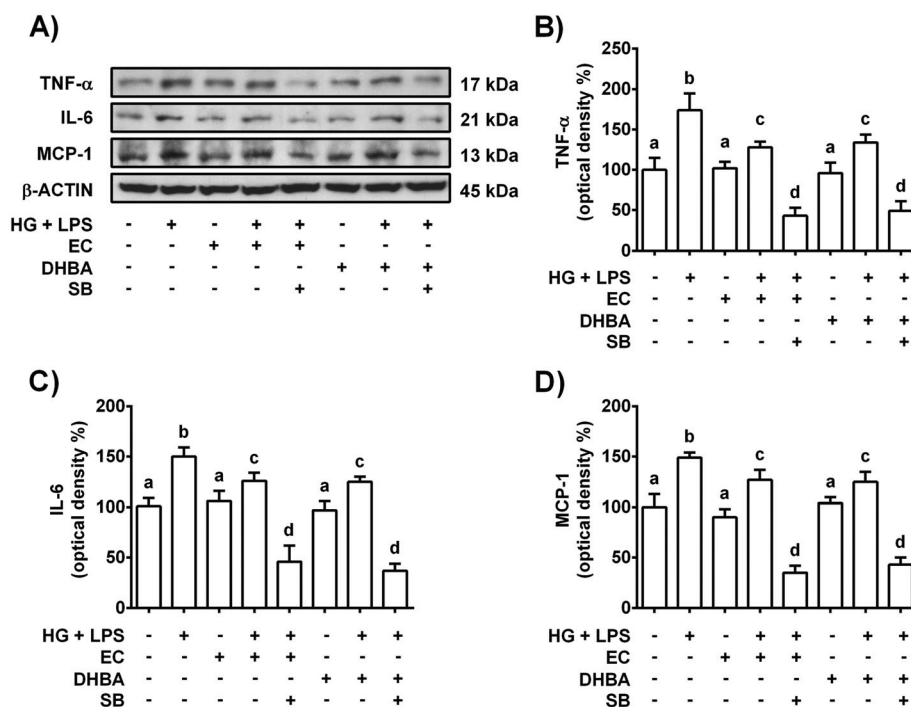 A)
TNF-α 17 kDa
IL-6 21 kDa
MCP-1 13 kDa
β-ACTIN 45 kDa
HG + LPS - + - + + - + +
EC - - + + + - - -
DHBA - - - - - + + +
SB - - - - + - - +
B)
TNF-α
(optical density %)
250
200
150
100
50
0
a b a c d a c d
HG + LPS - + - + + - + +
EC - - + + + - - -
DHBA - - - - - + + +
SB - - - - + - - +
C)
IL-6
(optical density %)
200
150
100
50
0
a b a c d a c d
HG + LPS - + - + + - + +
EC - - + + + - - -
DHBA - - - - - + + +
SB - - - - + - - +
D)
MCP-1
(optical density %)
200
150
100
50
0
a b a c d a c d
HG + LPS - + - + + - + +
EC - - + + + - - -
DHBA - - - - - + + +
SB - - - - + - - +